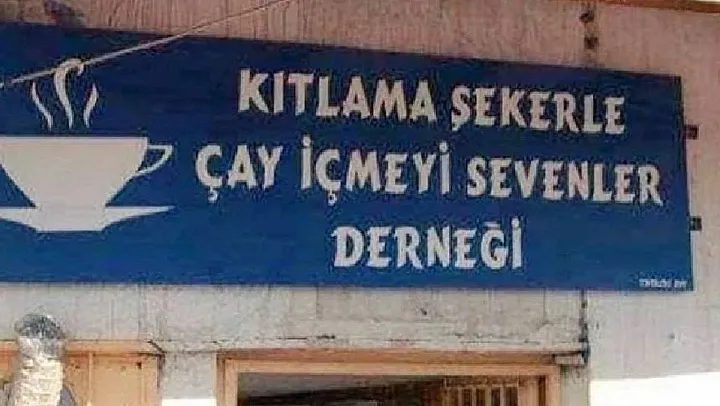 KITLAMA ŞEKERLE
ÇAY İÇMEYİ SEVENLER
DERNEĞİ